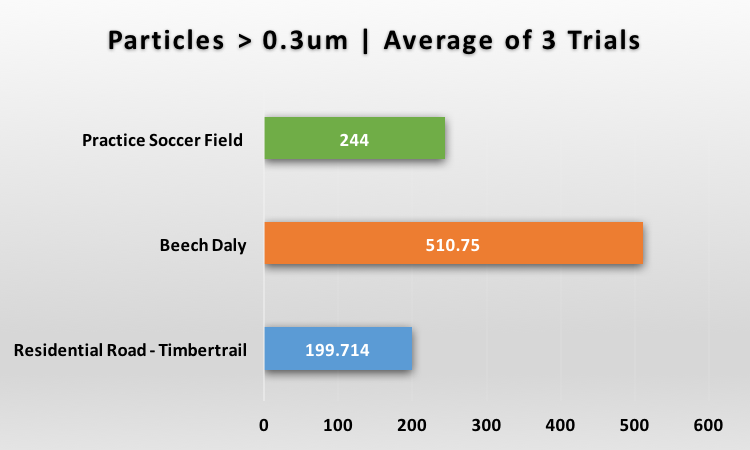 Particles > 0.3um | Average of 3 Trials
Practice Soccer Field
244
Beech Daly
510.75
Residential Road - Timbertrail
199.714
0 100 200 300 400 500 600